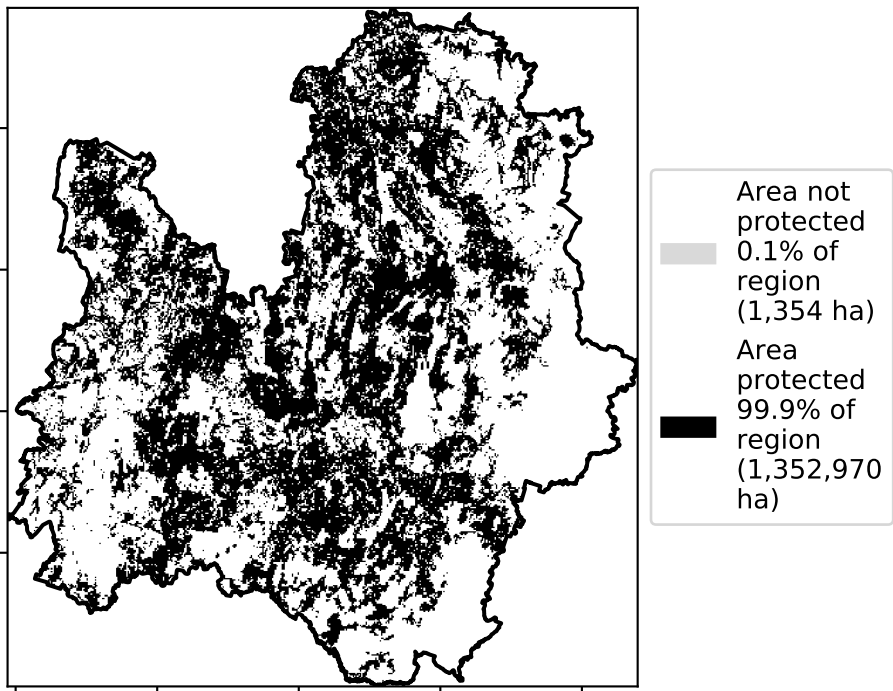 Area not
protected
0.1% of
region
(1,354 ha)
Area
protected
99.9% of
region
(1,352,970
ha)